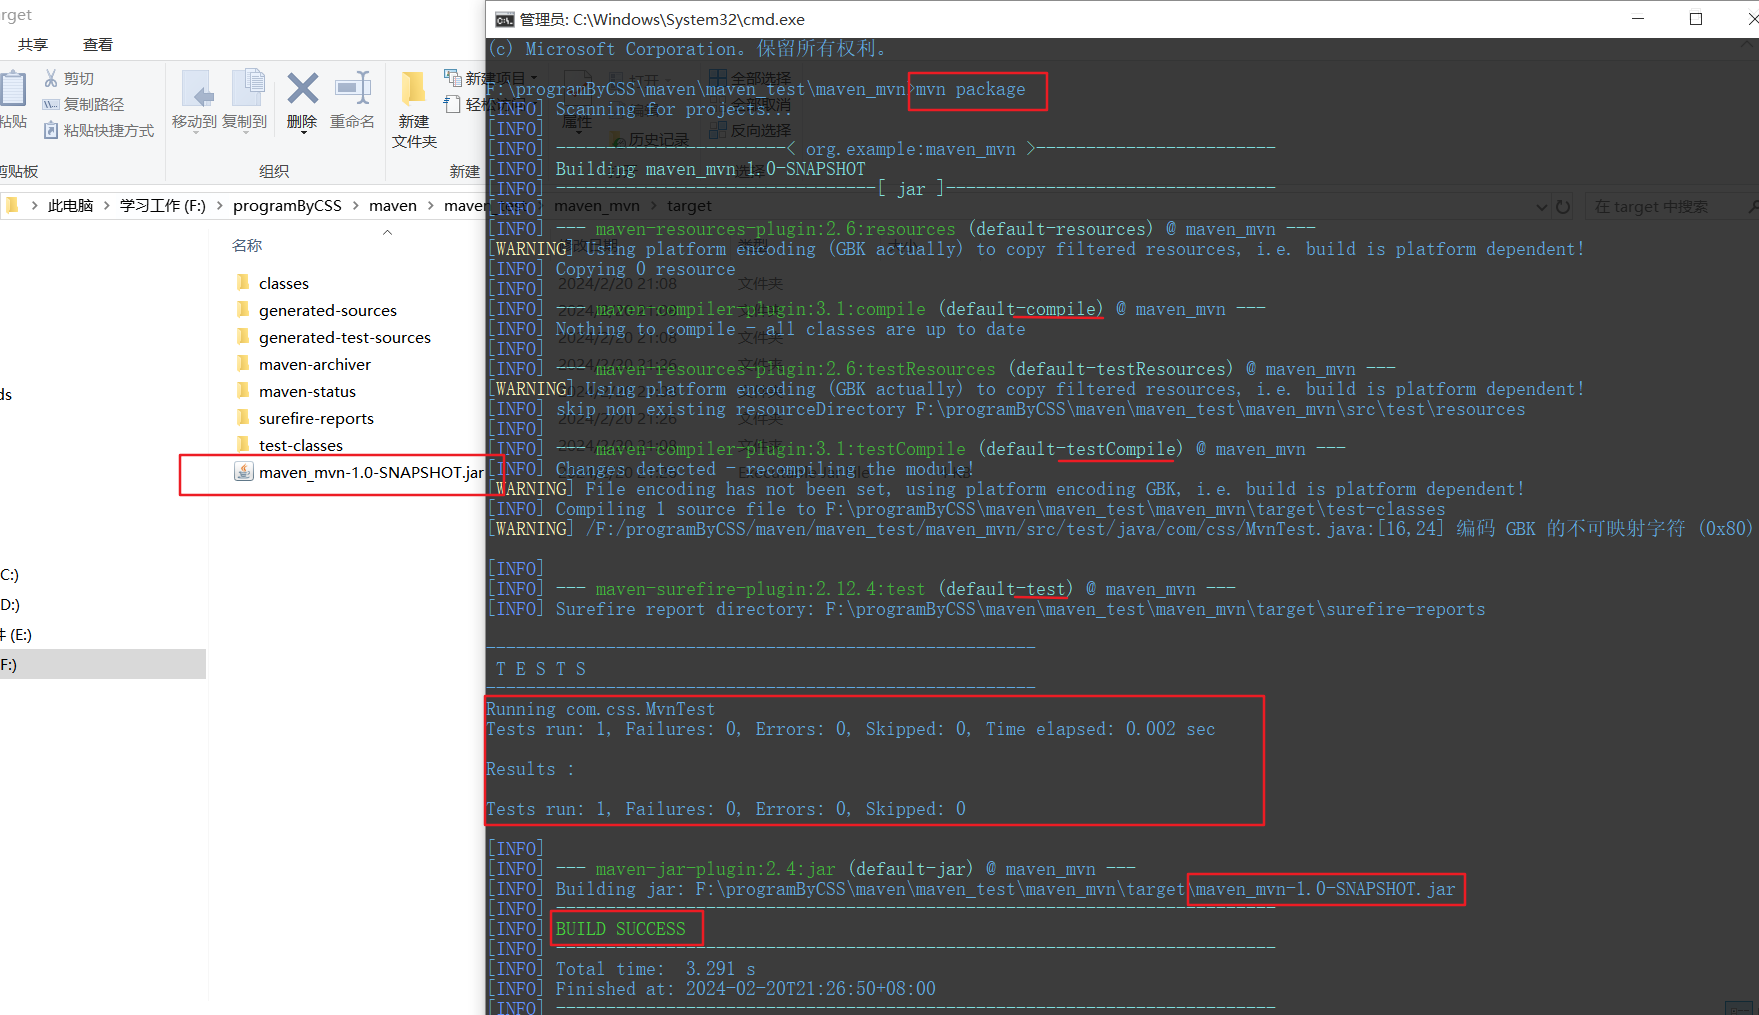 rget
共享 查看
剪切
复制路径
粘贴快捷方式
粘贴
剪贴板
移动到 复制到 删除 重命名
组织
新建
文件夹
新建项目
新建
此电脑 > 学习工作 (F:) > programByCSS > maven > maven_mvn > target
在 target 中搜索
名称
classes
generated-sources
generated-test-sources
maven-archiver
maven-status
surefire-reports
test-classes
maven_mvn-1.0-SNAPSHOT.jar
ds
C:)
D:)
(E:)
F:)
管理员: C:\Windows\System32\cmd.exe
(c) Microsoft Corporation。保留所有权利。
F:\programByCSS\maven\maven_test\maven_mvn>mvn package
[INFO] Scanning for projects...
[INFO]
[INFO] -----------------------< org.example:maven_mvn >------------------------
[INFO] Building maven_mvn 1.0-SNAPSHOT
[INFO] --------------------------------[ jar ]---------------------------------
[INFO]
[INFO] --- maven-resources-plugin:2.6:resources (default-resources) @ maven_mvn ---
[WARNING] Using platform encoding (GBK actually) to copy filtered resources, i.e. build is platform dependent!
[INFO] Copying 0 resource
[INFO]
[INFO] --- maven-compiler-plugin:3.1:compile (default-compile) @ maven_mvn ---
[INFO] Nothing to compile - all classes are up to date
[INFO]
[INFO] --- maven-resources-plugin:2.6:testResources (default-testResources) @ maven_mvn ---
[WARNING] Using platform encoding (GBK actually) to copy filtered resources, i.e. build is platform dependent!
[INFO] skip non existing resourceDirectory F:\programByCSS\maven\maven_test\maven_mvn\src\test\resources
[INFO]
[INFO] --- maven-compiler-plugin:3.1:testCompile (default-testCompile) @ maven_mvn ---
[INFO] Changes detected - recompiling the module!
[WARNING] File encoding has not been set, using platform encoding GBK, i.e. build is platform dependent!
[INFO] Compiling 1 source file to F:\programByCSS\maven\maven_test\maven_mvn\target\test-classes
[WARNING] /F:/programByCSS/maven/maven_test/maven_mvn/src/test/java/com/css/MvnTest.java:[16,24] 编码 GBK 的不可映射字符 (0x80)
[INFO]
[INFO] --- maven-surefire-plugin:2.12.4:test (default-test) @ maven_mvn ---
[INFO] Surefire report directory: F:\programByCSS\maven\maven_test\maven_mvn\target\surefire-reports
-------------------------------------------------------
T E S T S
-------------------------------------------------------
Running com.css.MvnTest
Tests run: 1, Failures: 0, Errors: 0, Skipped: 0, Time elapsed: 0.002 sec
Results :
Tests run: 1, Failures: 0, Errors: 0, Skipped: 0
[INFO]
[INFO] --- maven-jar-plugin:2.4:jar (default-jar) @ maven_mvn ---
[INFO] Building jar: F:\programByCSS\maven\maven_test\maven_mvn\target\maven_mvn-1.0-SNAPSHOT.jar
[INFO] ------------------------------------------------------------------------
[INFO] BUILD SUCCESS
[INFO] ------------------------------------------------------------------------
[INFO] Total time:  3.291 s
[INFO] Finished at: 2024-02-20T21:26:50+08:00
[INFO] ------------------------------------------------------------------------